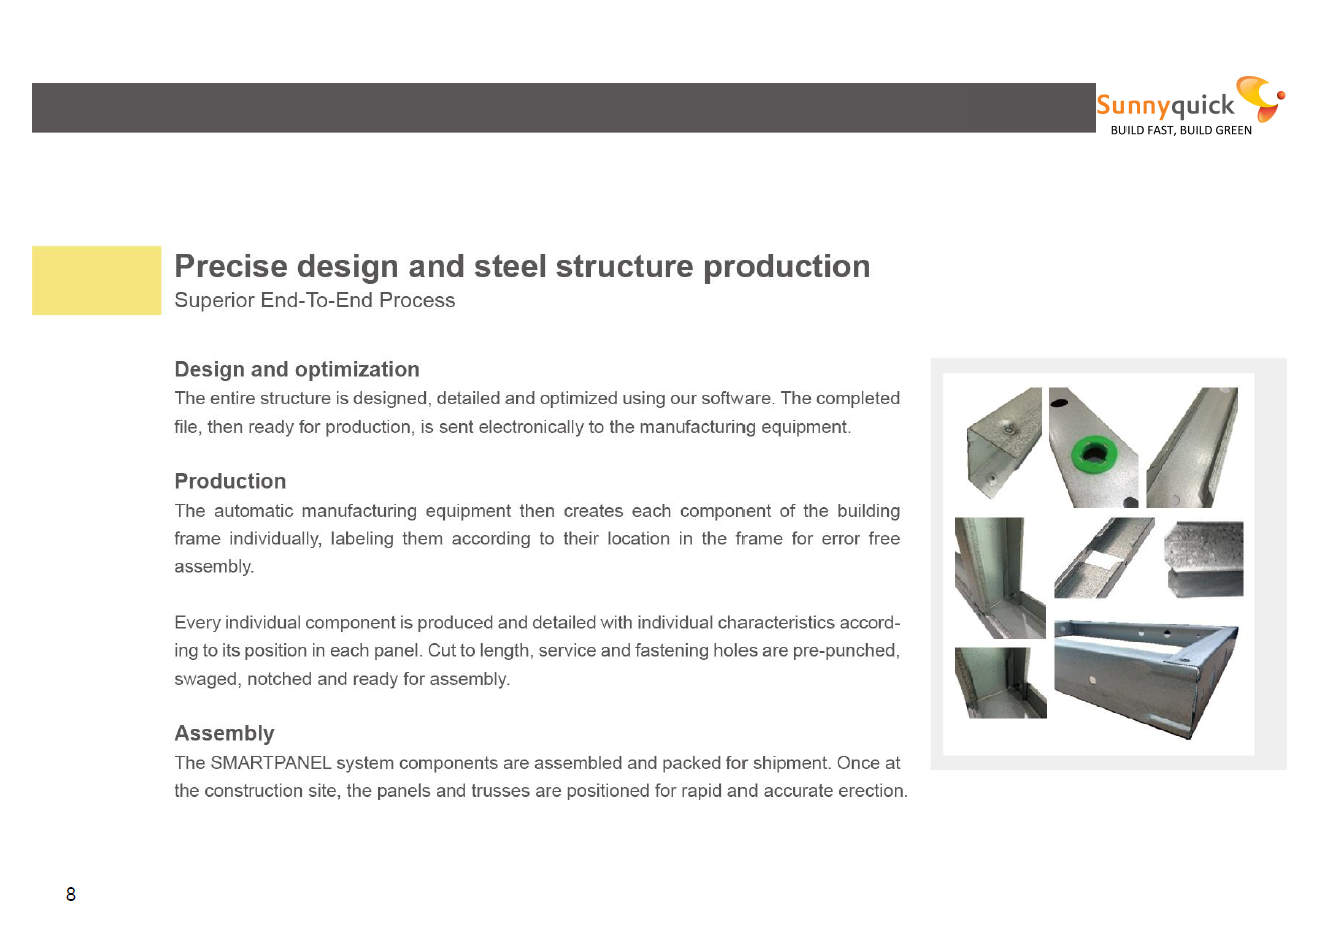 Sunnyquick
BUILD FAST, BUILD GREEN
Precise design and steel structure production
Superior End-To-End Process
Design and optimization
The entire structure is designed, detailed and optimized using our software. The completed
file, then ready for production, is sent electronically to the manufacturing equipment.
Production
The automatic manufacturing equipment then creates each component of the building
frame individually, labeling them according to their location in the frame for error free
assembly.
Every individual component is produced and detailed with individual characteristics accord-
ing to its position in each panel. Cut to length, service and fastening holes are pre-punched,
swaged, notched and ready for assembly.
Assembly
The SMARTPANEL system components are assembled and packed for shipment. Once at
the construction site, the panels and trusses are positioned for rapid and accurate erection.
8